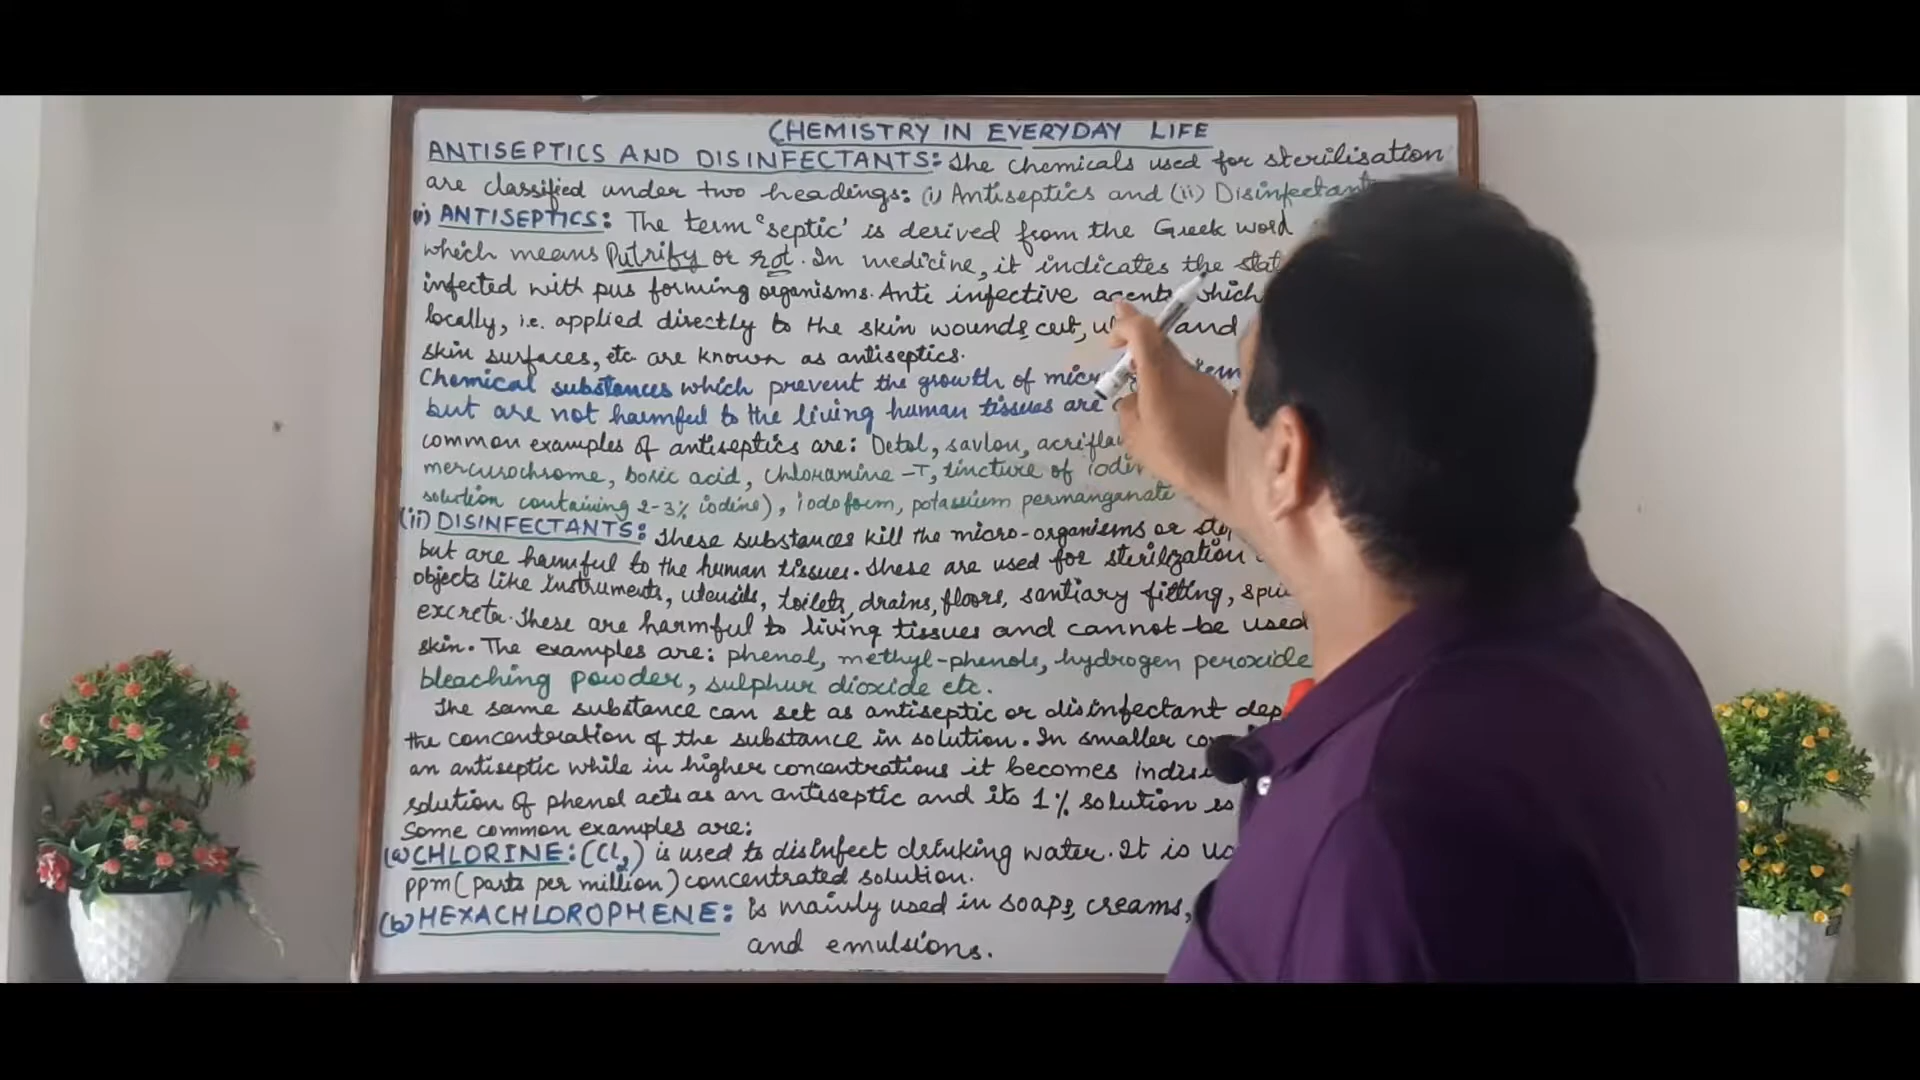 CHEMISTRY IN EVERYDAY LIFE
ANTISEPTICS AND DISINFECTANTS: The chemicals used for sterilisation
are classified under two headings: (i) Antiseptics and (ii) Disinfectant
(i) ANTISEPTICS: The term 'septic' is derived from the Greek word
which means Putrify or rot. In medicine, it indicates the
infected with pus forming organisms. Anti infective agents which
locally, i.e. applied directly to the skin wounds, cut, and
skin surfaces, etc are known as antiseptics.
Chemical substances which prevent the growth of
but are not harmful to the living human tissues are
common examples of antiseptics are: Detol, savlon,
mercurochrome, boric acid, chloramine -T, tincture of
solution containing 2-3% iodine), iodoform, potassium permanganate
(ii) DISINFECTANTS: These substances kill the micro-organisms or
but are harmful to the human tissues. These are used for sterilization
objects like instruments, utensils, toilets, drains, floors, santiary fitting,
excreta. These are harmful to living tissues and cannot be used
skin. The examples are: phenol, methyl-phenols, hydrogen peroxide
bleaching powder, sulphur dioxide etc.
The same substance can set as antiseptic or disinfectant
the concentration of the substance in solution. In smaller
an antiseptic while in higher concentrations it becomes
solution of phenol acts as an antiseptic and its 1% solution
Some common examples are:
(a) CHLORINE: (Cl2) is used to disinfect drinking water. It is
ppm (parts per million) concentrated solution.
(b) HEXACHLOROPHENE: Is mainly used in soaps, creams,
and emulsions.